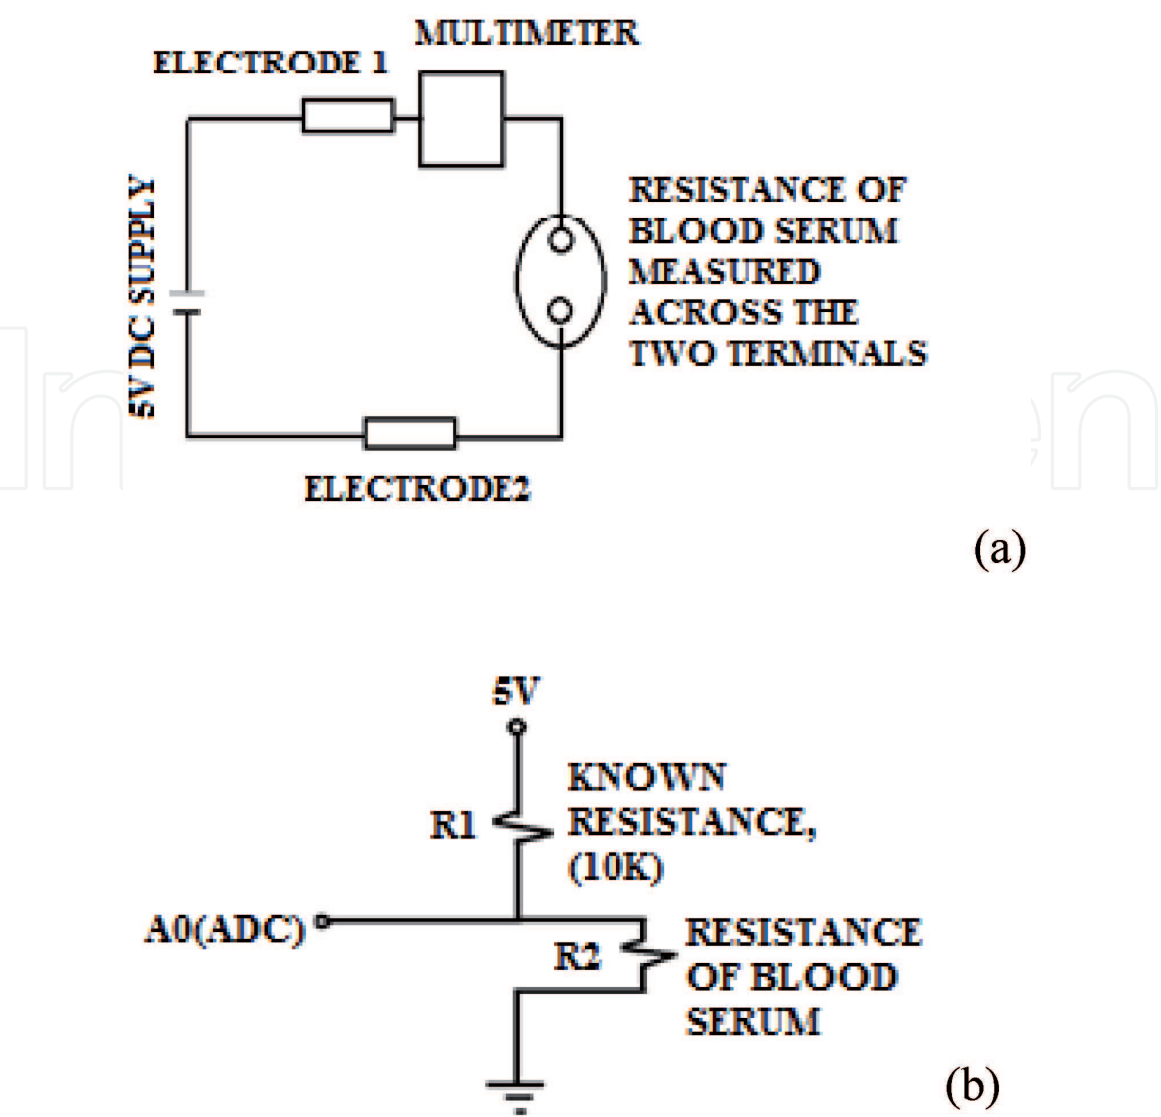 MULTIMETER
ELECTRODE 1
5V DC SUPPLY
RESISTANCE OF
BLOOD SERUM
MEASURED
ACROSS THE
TWO TERMINALS
ELECTRODE2
(a)
5V
KNOWN
R1
RESISTANCE,
(10K)
A0(ADC)
R2
RESISTANCE
OF BLOOD
SERUM
(b)